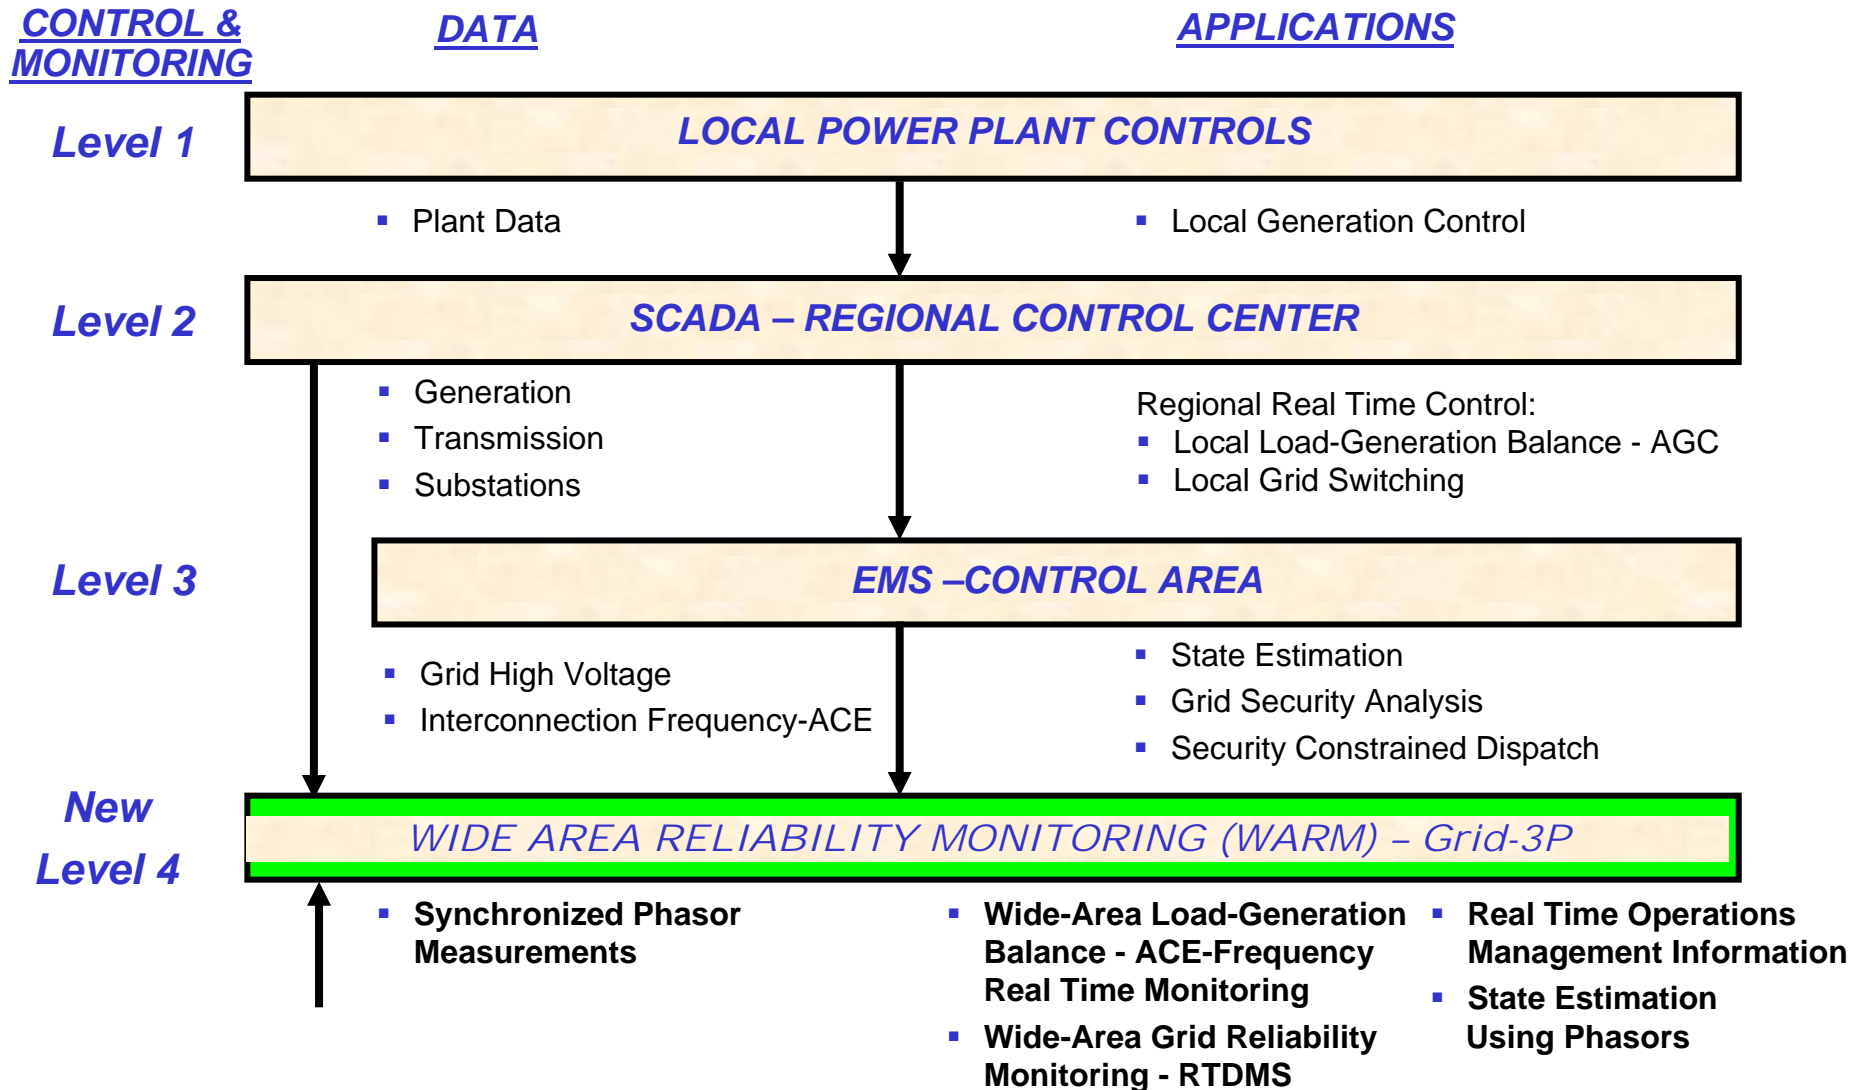 CONTROL &
MONITORING
DATA
APPLICATIONS
Level 1
LOCAL POWER PLANT CONTROLS
▪ Plant Data
▪ Local Generation Control
Level 2
SCADA – REGIONAL CONTROL CENTER
▪ Generation
▪ Transmission
▪ Substations
Regional Real Time Control:
▪ Local Load-Generation Balance - AGC
▪ Local Grid Switching
Level 3
EMS –CONTROL AREA
▪ Grid High Voltage
▪ Interconnection Frequency-ACE
▪ State Estimation
▪ Grid Security Analysis
▪ Security Constrained Dispatch
New
Level 4
WIDE AREA RELIABILITY MONITORING (WARM) – Grid-3P
▪ Synchronized Phasor
Measurements
▪ Wide-Area Load-Generation
Balance - ACE-Frequency
Real Time Monitoring
▪ Wide-Area Grid Reliability
Monitoring - RTDMS
▪ Real Time Operations
Management Information
▪ State Estimation
Using Phasors